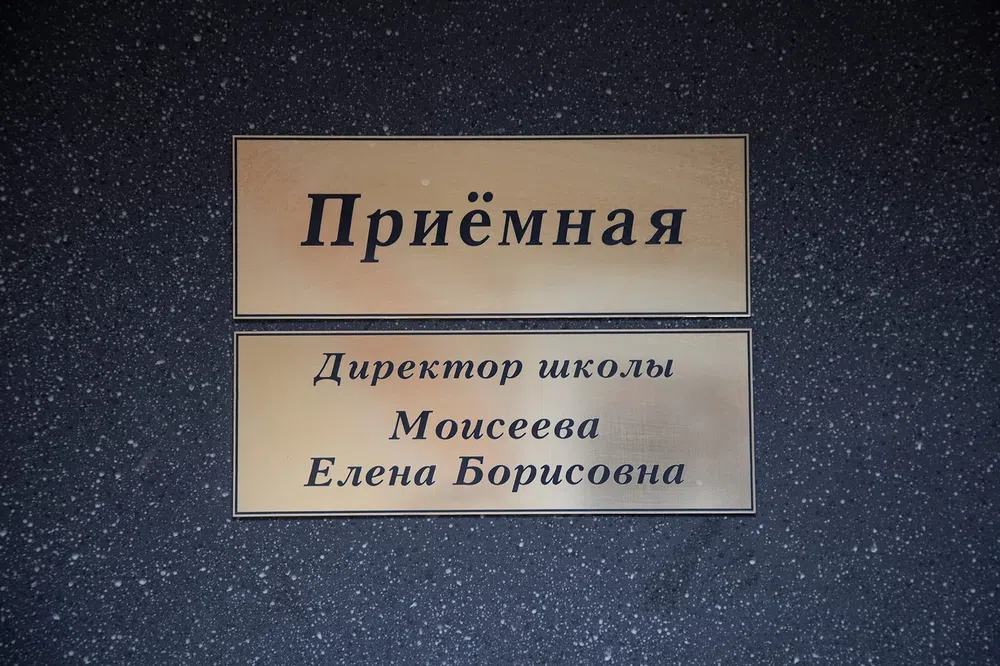 Приёмная
Директор школы
Моисеева
Елена Борисовна